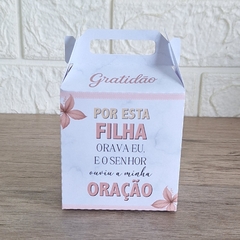 Gratidão
POR ESTA
FILHA
ORAVA EU,
E O SENHOR
ouviu a minha
ORAÇÃO